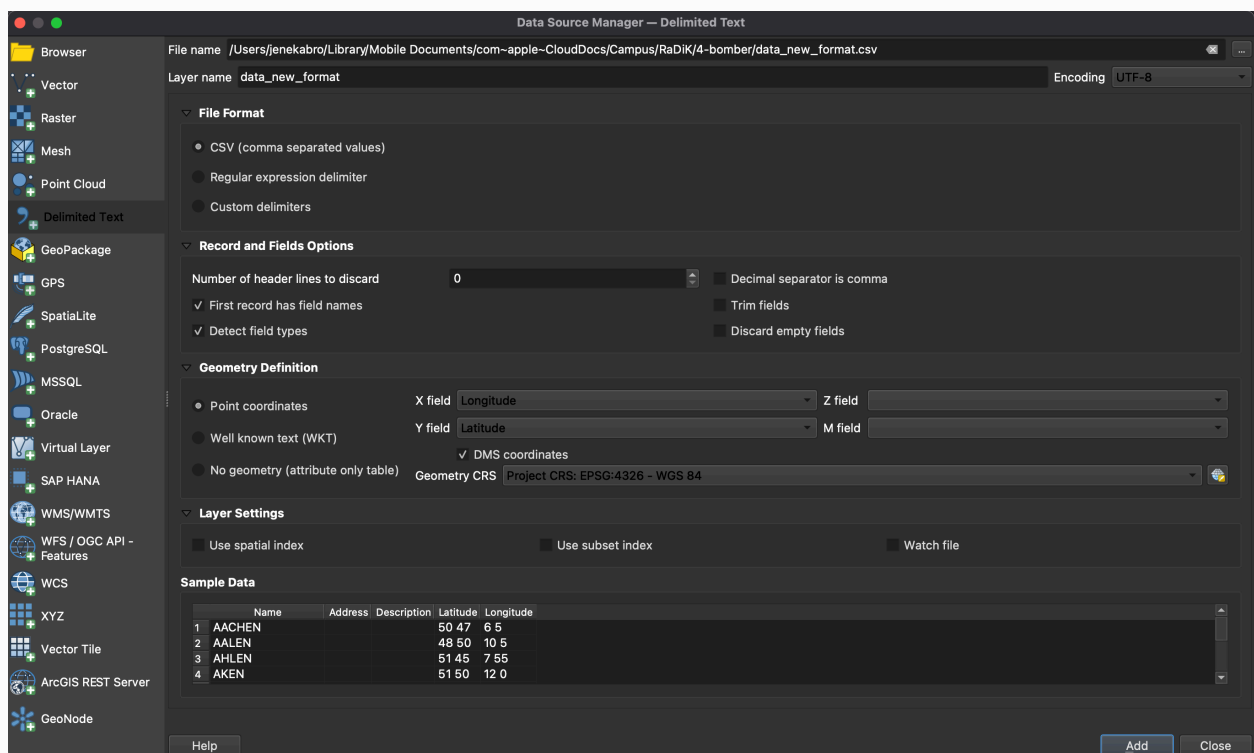 Data Source Manager — Delimited Text
Browser
Vector
Raster
Mesh
Point Cloud
Delimited Text
GeoPackage
GPS
SpatiaLite
PostgreSQL
MSSQL
Oracle
Virtual Layer
SAP HANA
WMS/WMTS
WFS / OGC API -
Features
WCS
XYZ
Vector Tile
ArcGIS REST Server
GeoNode
File name /Users/jenekabro/Library/Mobile Documents/com~apple~CloudDocs/Campus/RaDiK/4-bomber/data_new_format.csv ...
Layer name data_new_format Encoding UTF-8
File Format
CSV (comma separated values)
Regular expression delimiter
Custom delimiters
Record and Fields Options
Number of header lines to discard 0 Decimal separator is comma
First record has field names Trim fields
Detect field types Discard empty fields
Geometry Definition
Point coordinates X field Longitude Z field
Y field Latitude M field
Well known text (WKT)
DMS coordinates
No geometry (attribute only table) Geometry CRS Project CRS: EPSG:4326 - WGS 84
Layer Settings
Use spatial index Use subset index Watch file
Sample Data
Name Address Description Latitude Longitude
1 AACHEN 50 47 6 5
2 AALEN 48 50 10 5
3 AHLEN 51 45 7 55
4 AKEN 51 50 12 0
Help Add Close